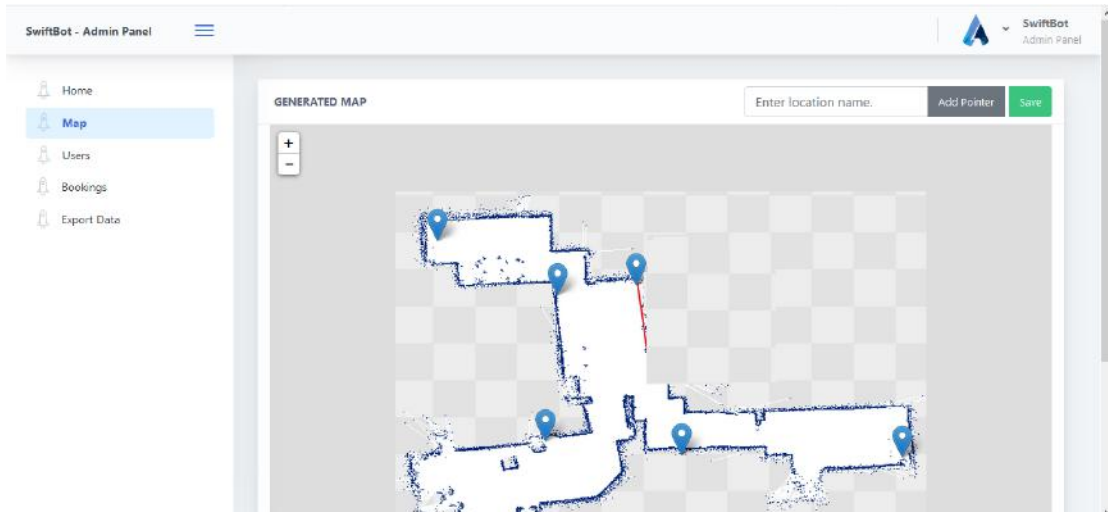 SwiftBot - Admin Panel
SwiftBot
Admin Panel
Home
Map
Users
Bookings
Export Data
GENERATED MAP
Enter location name.
Add Pointer
Save
+
−